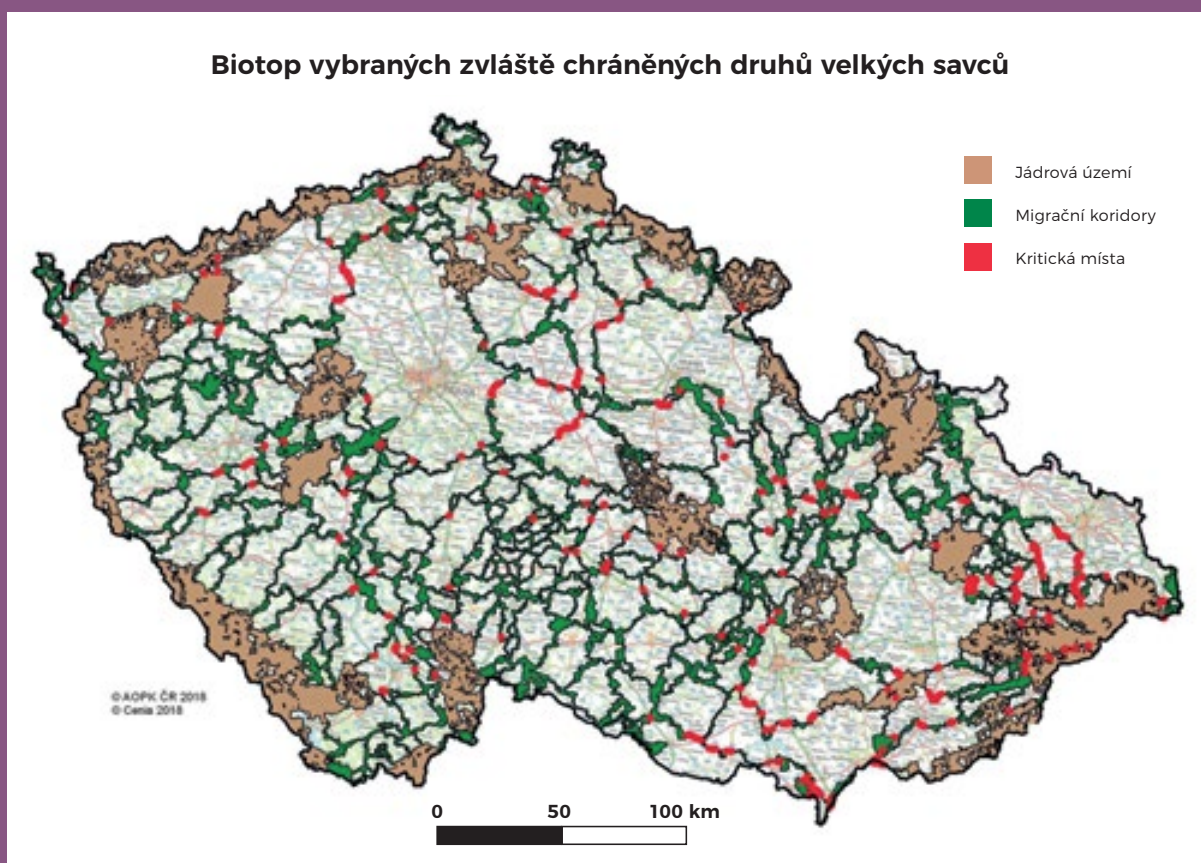 Biotop vybraných zvláště chráněných druhů velkých savců
Jádrová území
Migrační koridory
Kritická místa
© AOPK ČR 2018
© Cenia 2018
0 50 100 km